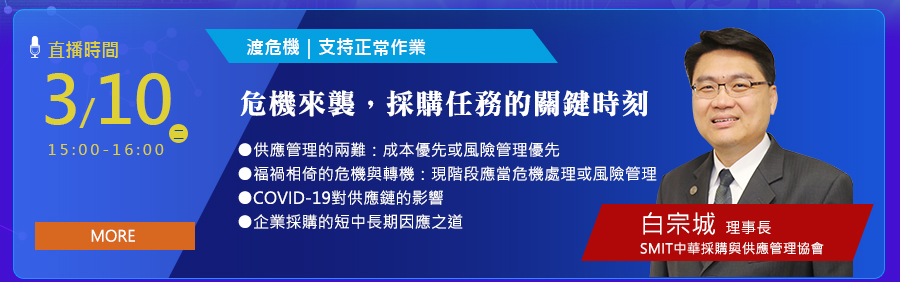 直播時間
3/10
二
15:00-16:00
MORE
渡危機｜支持正常作業
危機來襲，採購任務的關鍵時刻
●供應管理的兩難：成本優先或風險管理優先
●福禍相倚的危機與轉機：現階段應當危機處理或風險管理
●COVID-19對供應鏈的影響
●企業採購的短中長期因應之道
白宗城 理事長
SMIT中華採購與供應管理協會